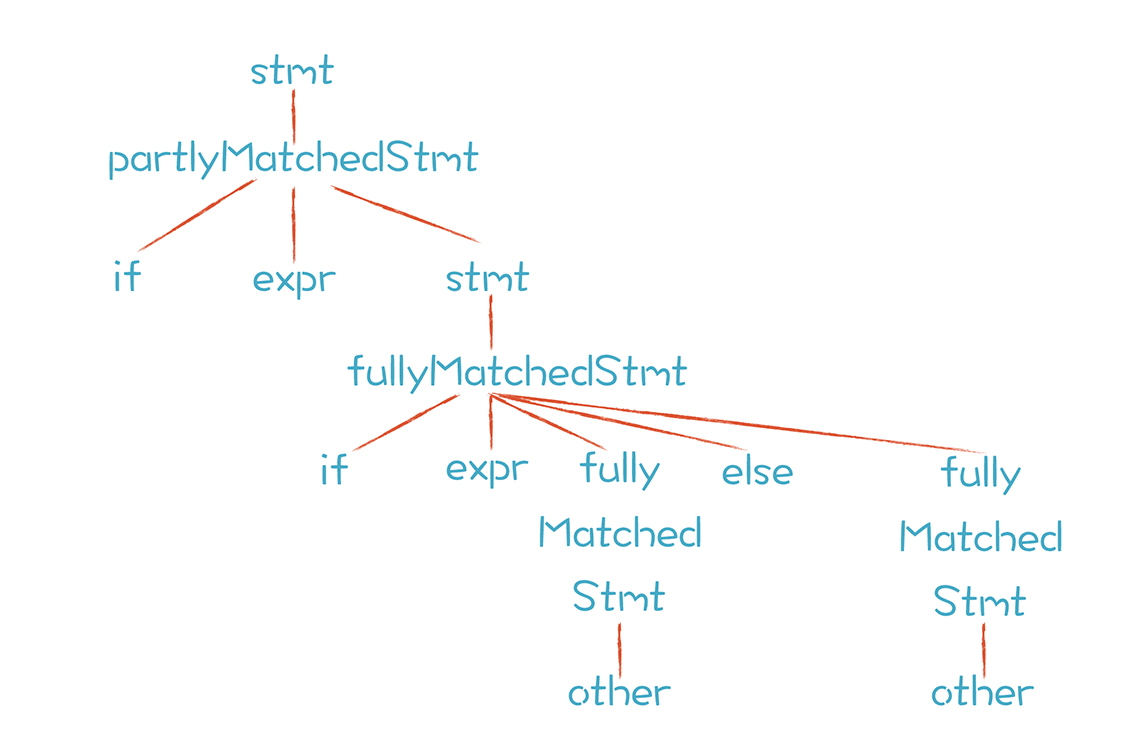 stmt
partlyMatchedStmt
if expr stmt
fullyMatchedStmt
if expr fully else fully
Matched Matched
Stmt Stmt
other other